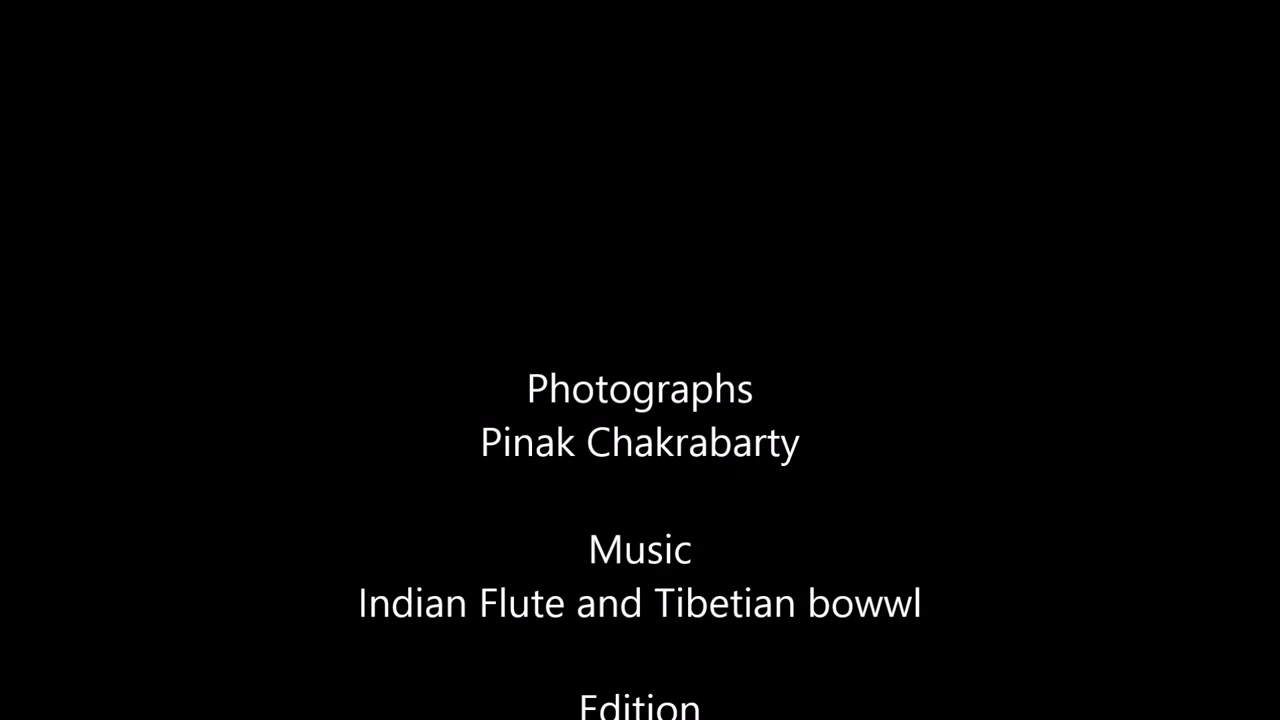 Photographs
Pinak Chakrabarty
Music
Indian Flute and Tibetian bowwl
Edition